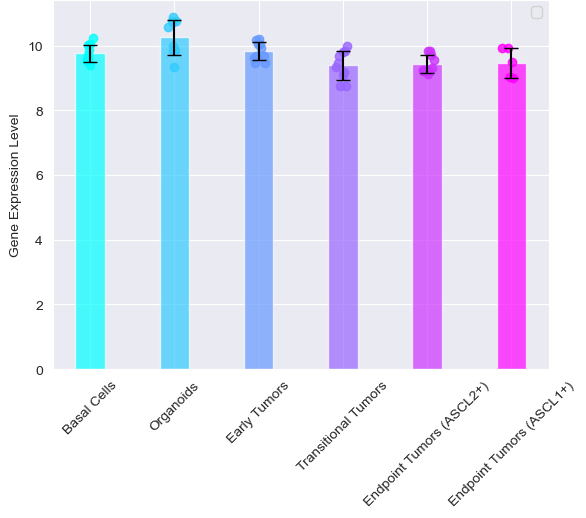 10
8
6
4
2
0
Gene Expression Level
Basal Cells
Organoids
Early Tumors
Transitional Tumors
Endpoint Tumors (ASCL2+)
Endpoint Tumors (ASCL1+)